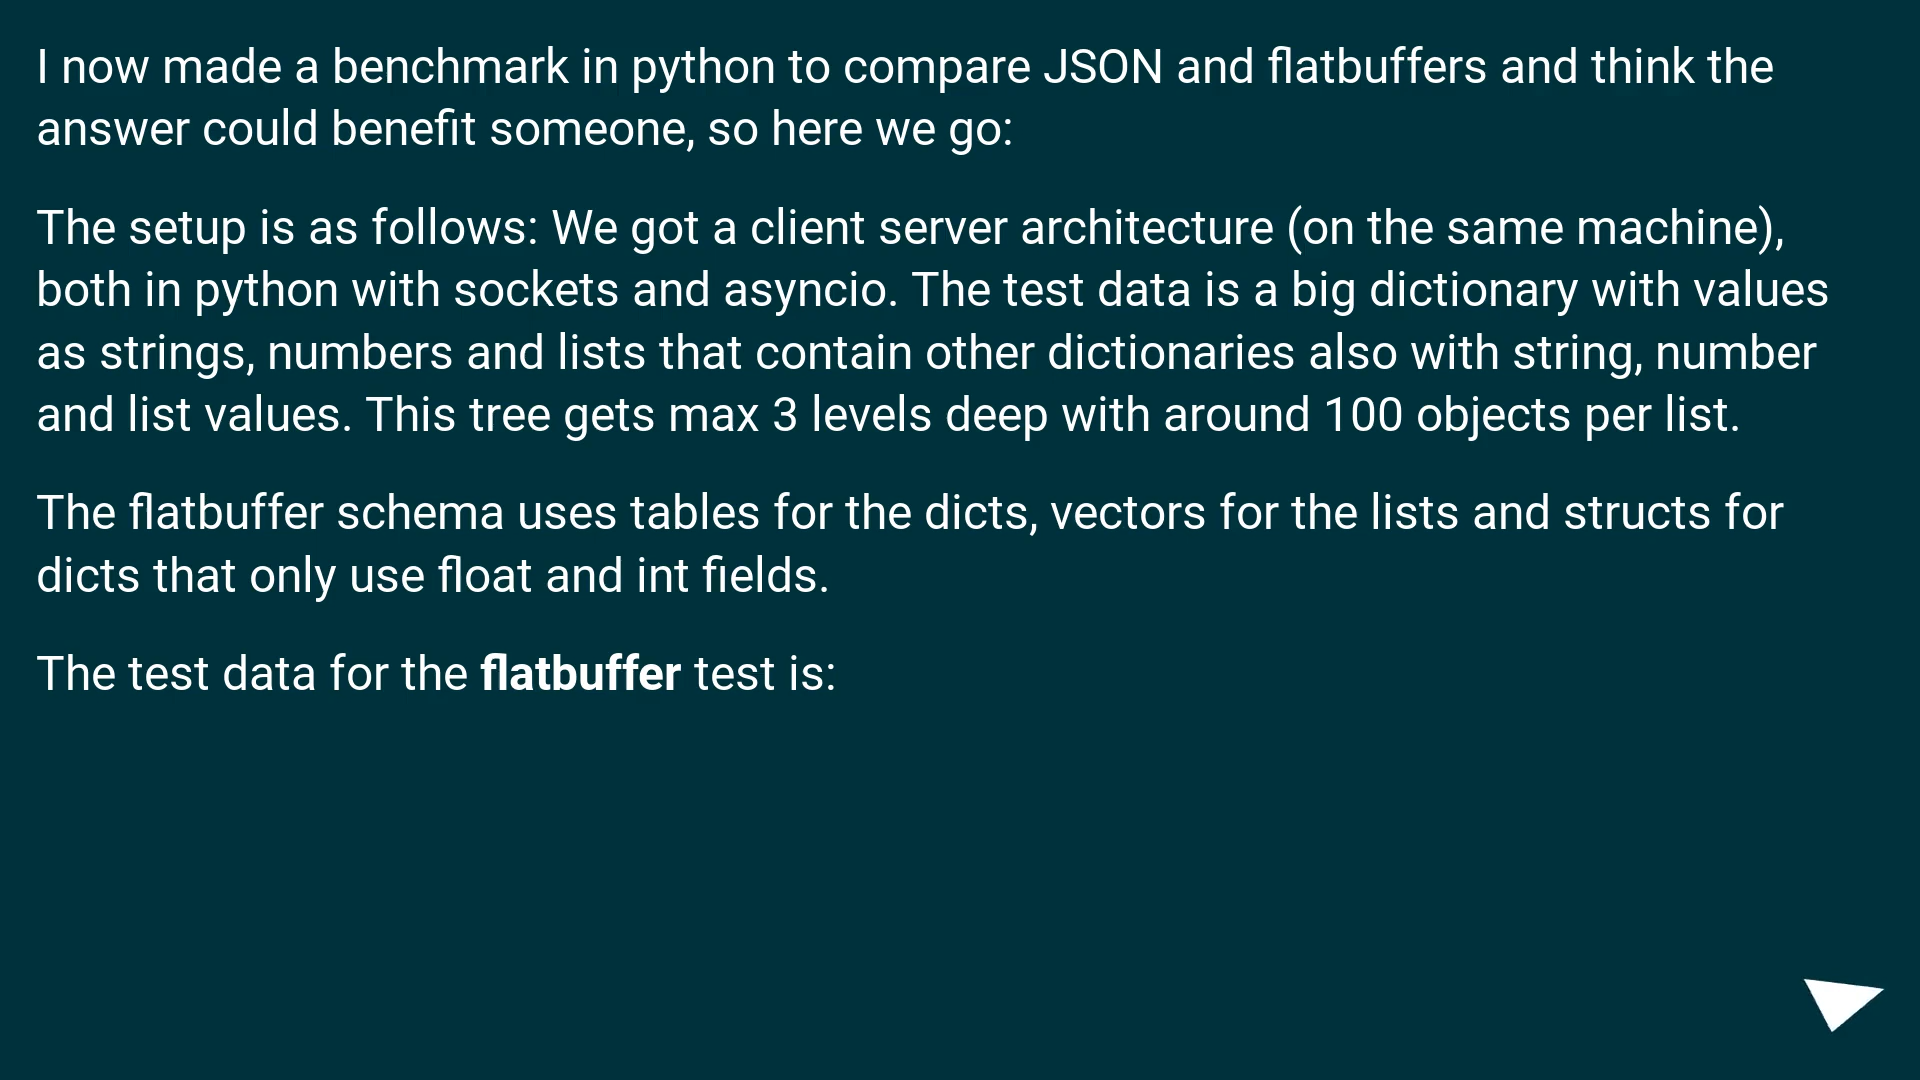 I now made a benchmark in python to compare JSON and flatbuffers and think the
answer could benefit someone, so here we go:
The setup is as follows: We got a client server architecture (on the same machine),
both in python with sockets and asyncio. The test data is a big dictionary with values
as strings, numbers and lists that contain other dictionaries also with string, number
and list values. This tree gets max 3 levels deep with around 100 objects per list.
The flatbuffer schema uses tables for the dicts, vectors for the lists and structs for
dicts that only use float and int fields.
The test data for the flatbuffer test is: